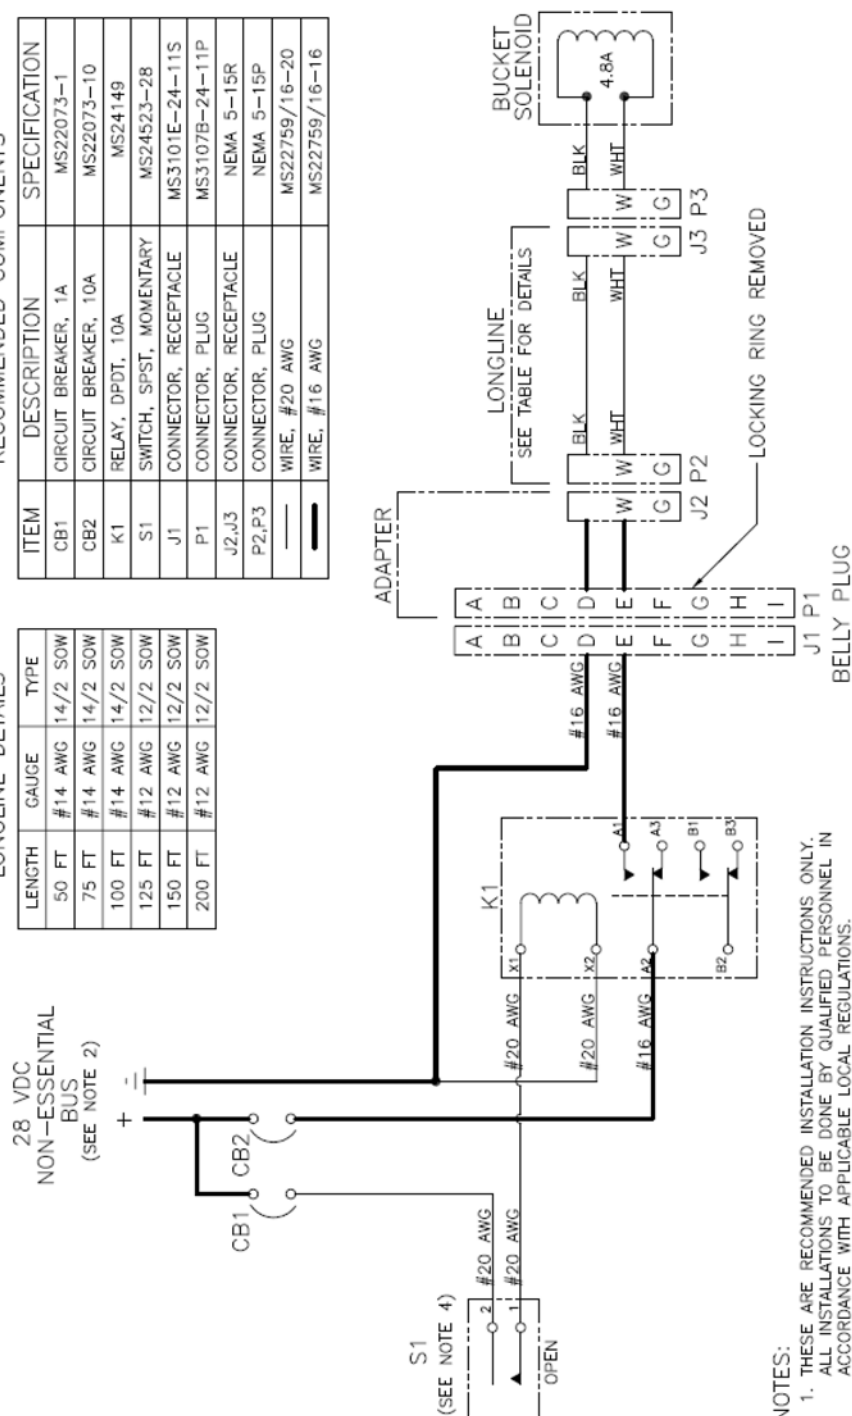 RECOMMENDED COMPONENTS
ITEM DESCRIPTION SPECIFICATION
CB1 CIRCUIT BREAKER, 1A MS22073-1
CB2 CIRCUIT BREAKER, 10A MS22073-10
K1 RELAY, DPDT, 10A MS24149
S1 SWITCH, SPST, MOMENTARY MS24523-28
J1 CONNECTOR, RECEPTACLE MS3101E-24-11S
P1 CONNECTOR, PLUG MS3107B-24-11P
J2,J3 CONNECTOR, RECEPTACLE NEMA 5-15R
P2,P3 CONNECTOR, PLUG NEMA 5-15P
WIRE, #20 AWG MS22759/16-20
WIRE, #16 AWG MS22759/16-16
LONGLINE DETAILS
LENGTH GAUGE TYPE
50 FT #14 AWG 14/2 SOW
75 FT #14 AWG 14/2 SOW
100 FT #14 AWG 14/2 SOW
125 FT #12 AWG 12/2 SOW
150 FT #12 AWG 12/2 SOW
200 FT #12 AWG 12/2 SOW
28 VDC
NON-ESSENTIAL
BUS
(SEE NOTE 2)
+
CB1
CB2
S1
(SEE NOTE 4)
2
1
OPEN
#20 AWG
#20 AWG
#20 AWG
#20 AWG
#16 AWG
K1
X1
X2
A2
B2
A1
A3
B1
B3
#16 AWG
#16 AWG
A
B
C
D
E
F
G
H
I
J1
A
B
C
D
E
F
G
H
I
P1
BELLY PLUG
ADAPTER
W
G
J2
W
G
P2
LONGLINE
SEE TABLE FOR DETAILS
BLK
WHT
BLK
WHT
W
G
J3
W
G
P3
BLK
WHT
BUCKET
SOLENOID
4.8A
LOCKING RING REMOVED
NOTES:
1. THESE ARE RECOMMENDED INSTALLATION INSTRUCTIONS ONLY.
ALL INSTALLATIONS TO BE DONE BY QUALIFIED PERSONNEL IN
ACCORDANCE WITH APPLICABLE LOCAL REGULATIONS.